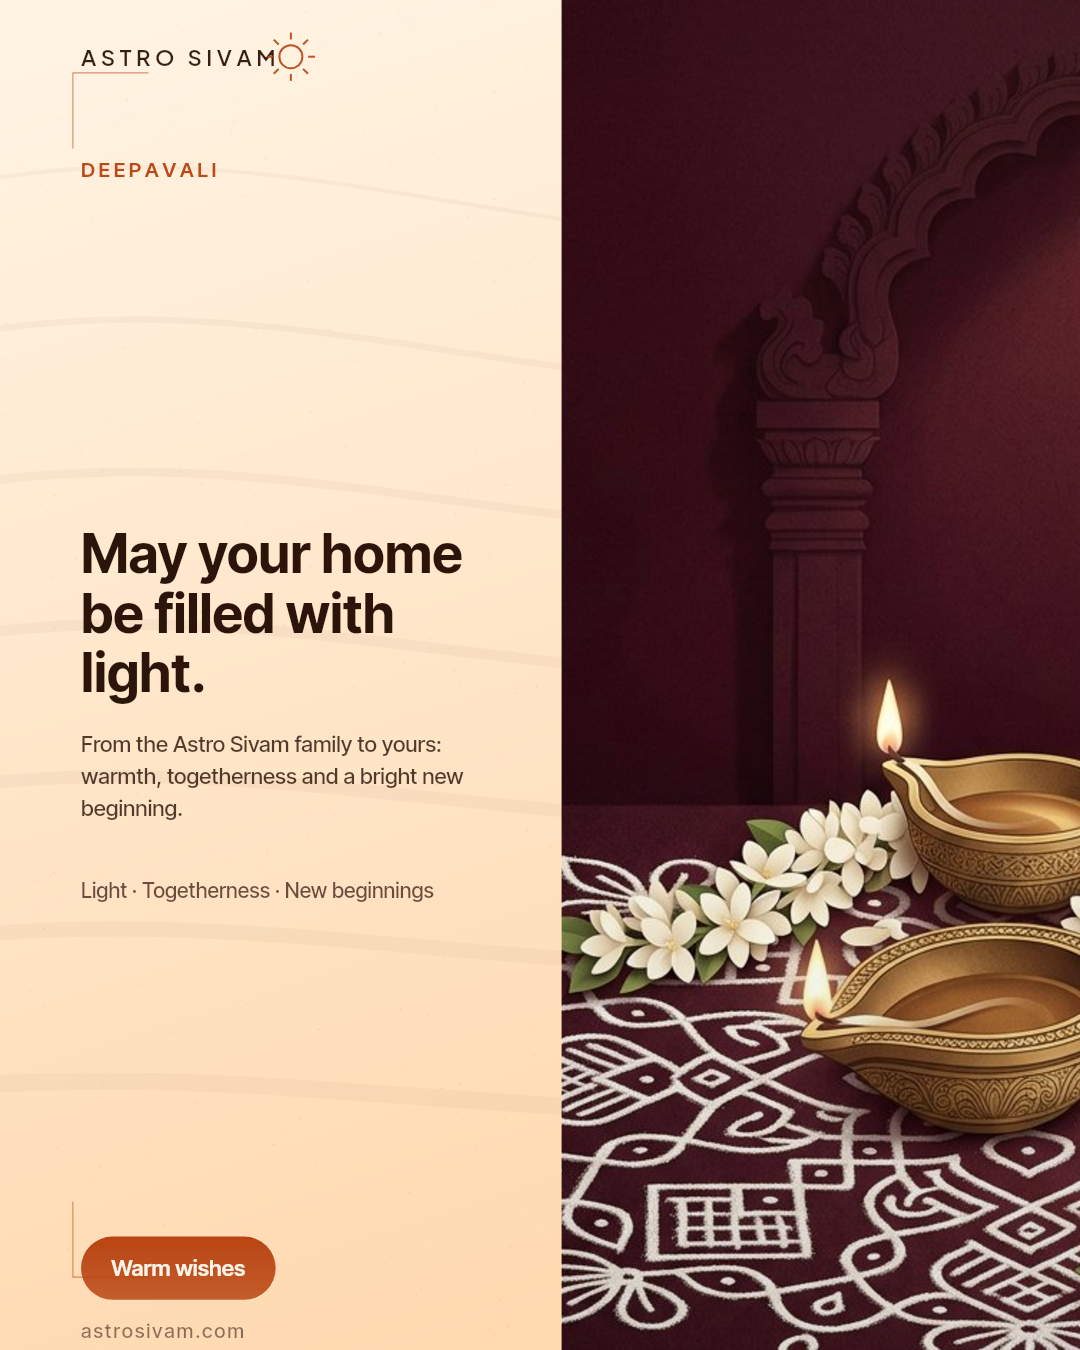 ASTRO SIVAM
DEEPAVALI
May your home
be filled with
light.
From the Astro Sivam family to yours:
warmth, togetherness and a bright new
beginning.
Light · Togetherness · New beginnings
Warm wishes
astrosivam.com